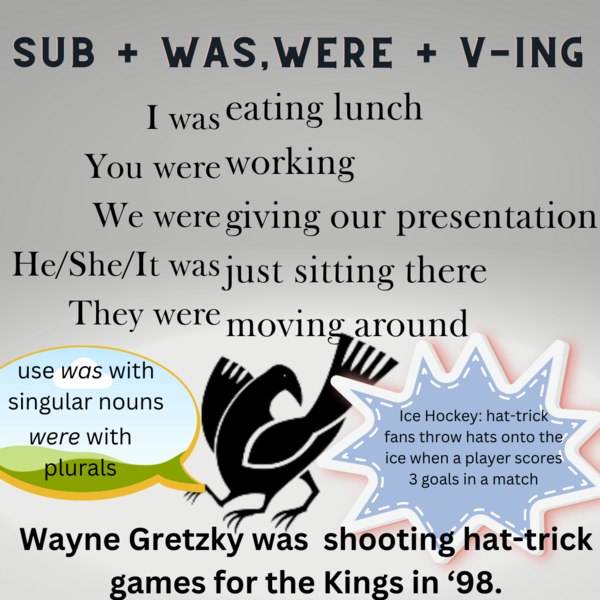 SUB + WAS,WERE + V-ING
I was eating lunch
You were working
We were giving our presentation
He/She/It was just sitting there
They were moving around
use was with
singular nouns
were with
plurals
Ice Hockey: hat-trick
fans throw hats onto the
ice when a player scores
3 goals in a match
Wayne Gretzky was shooting hat-trick
games for the Kings in ‘98.